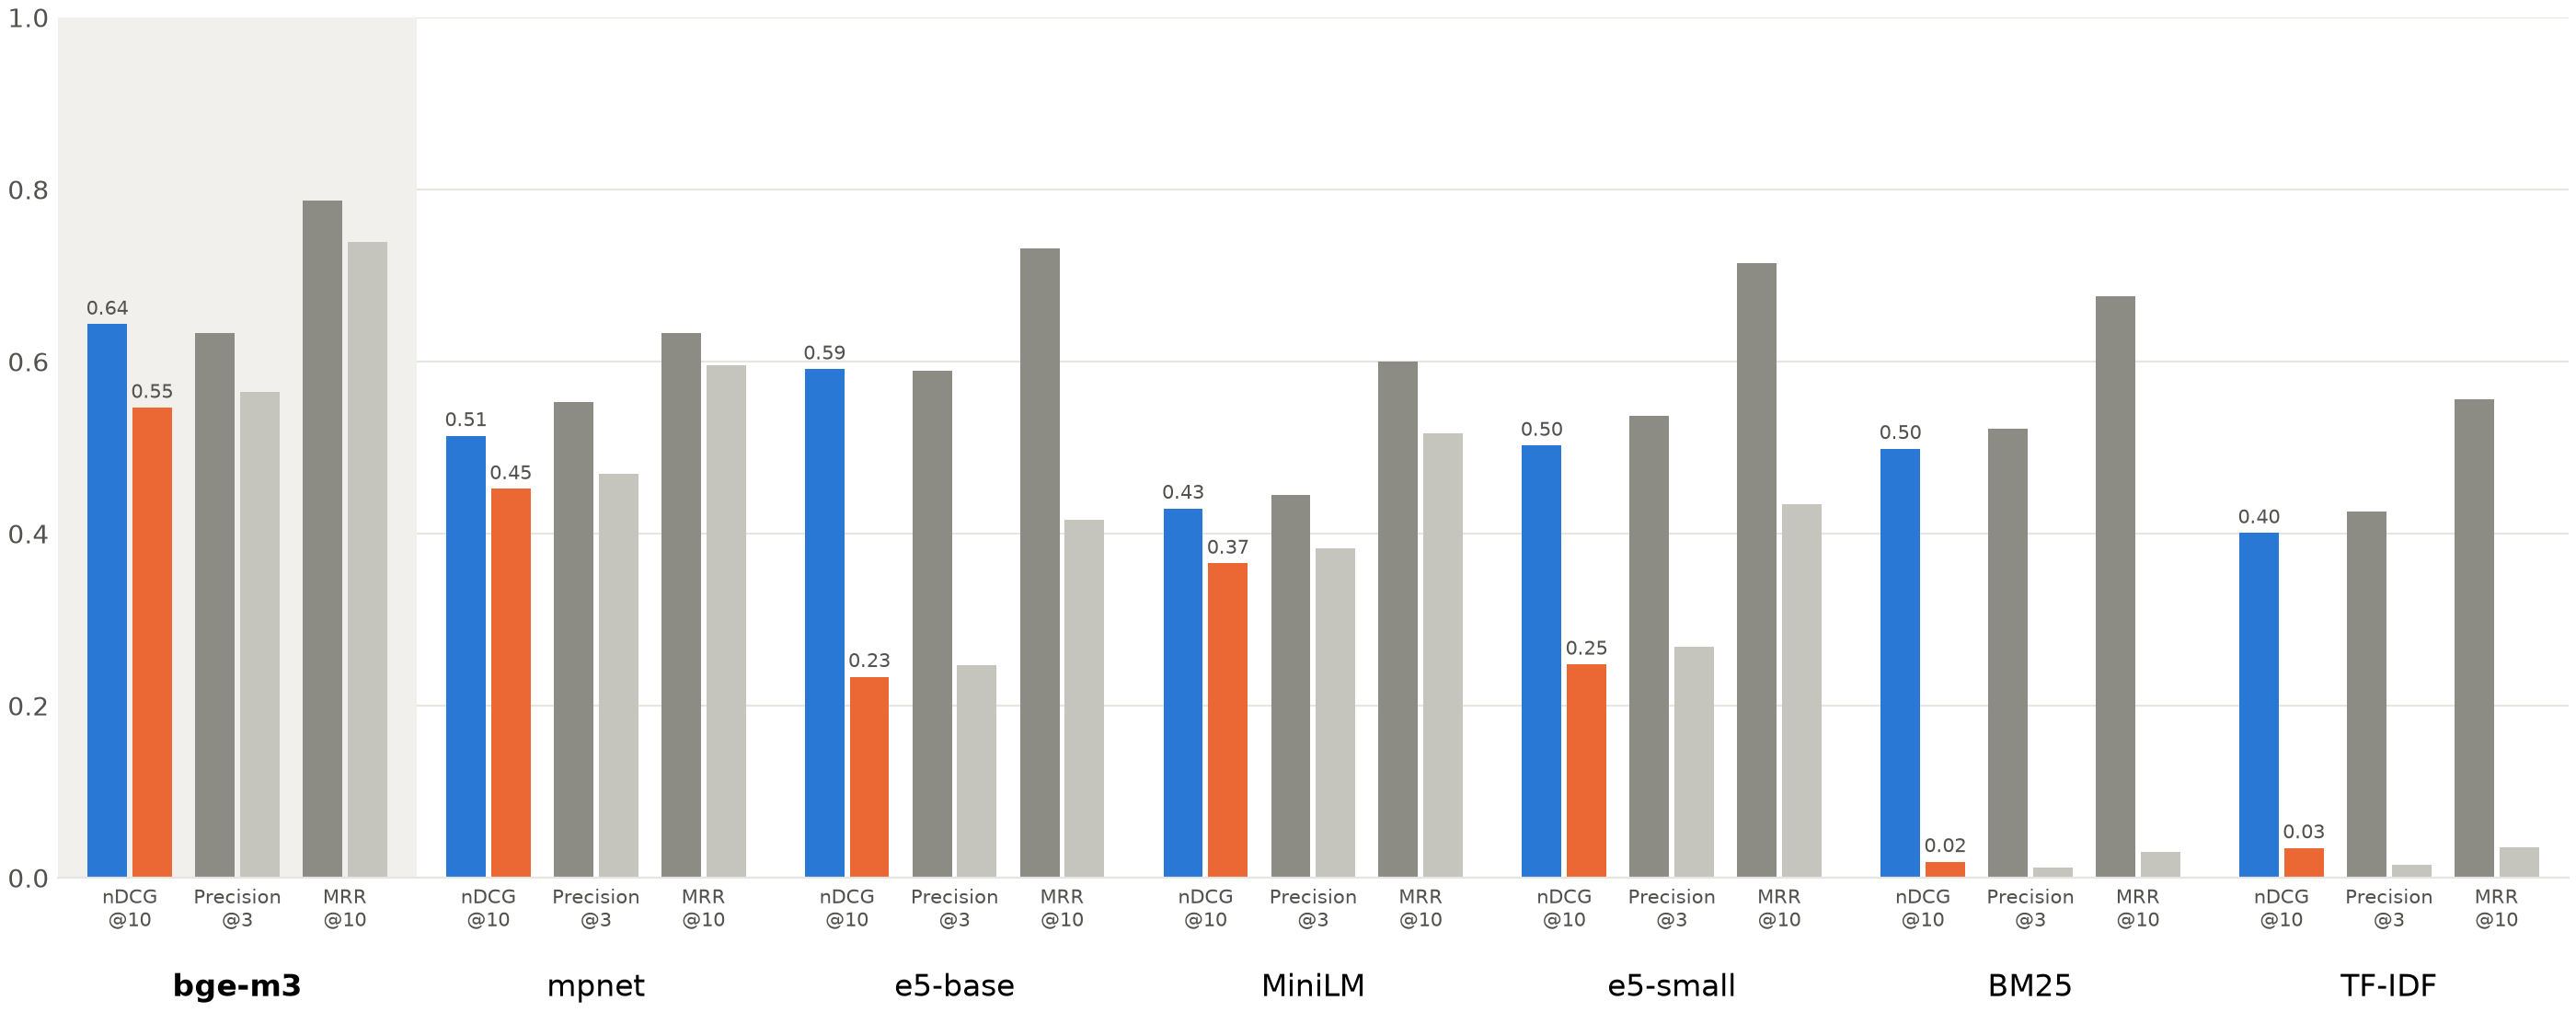 1.0
0.8
0.6
0.4
0.2
0.0
0.64
0.55
0.51
0.45
0.59
0.23
0.43
0.37
0.50
0.25
0.50
0.02
0.40
0.03
nDCG @10
Precision @3
MRR @10
nDCG @10
Precision @3
MRR @10
nDCG @10
Precision @3
MRR @10
nDCG @10
Precision @3
MRR @10
nDCG @10
Precision @3
MRR @10
nDCG @10
Precision @3
MRR @10
nDCG @10
Precision @3
MRR @10
bge-m3
mpnet
e5-base
MiniLM
e5-small
BM25
TF-IDF